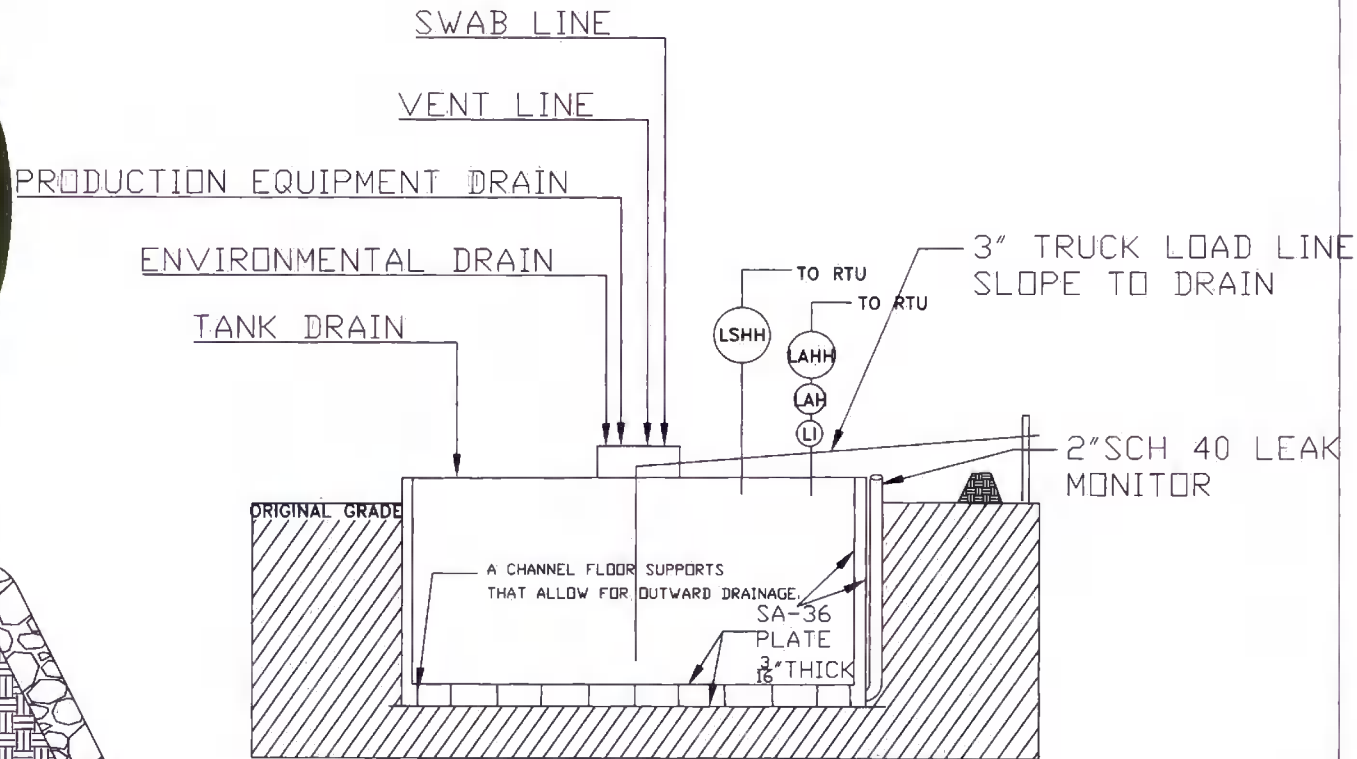 SWAB LINE
VENT LINE
PRODUCTION EQUIPMENT DRAIN
ENVIRONMENTAL DRAIN
TANK DRAIN
TO RTU
TO RTU
3" TRUCK LOAD LINE
SLOPE TO DRAIN
LSHH
LAHH
LAH
LI
2"SCH 40 LEAK
MONITOR
ORIGINAL GRADE
A CHANNEL FLOOR SUPPORTS
THAT ALLOW FOR OUTWARD DRAINAGE.
SA-36
PLATE
3/16"THICK